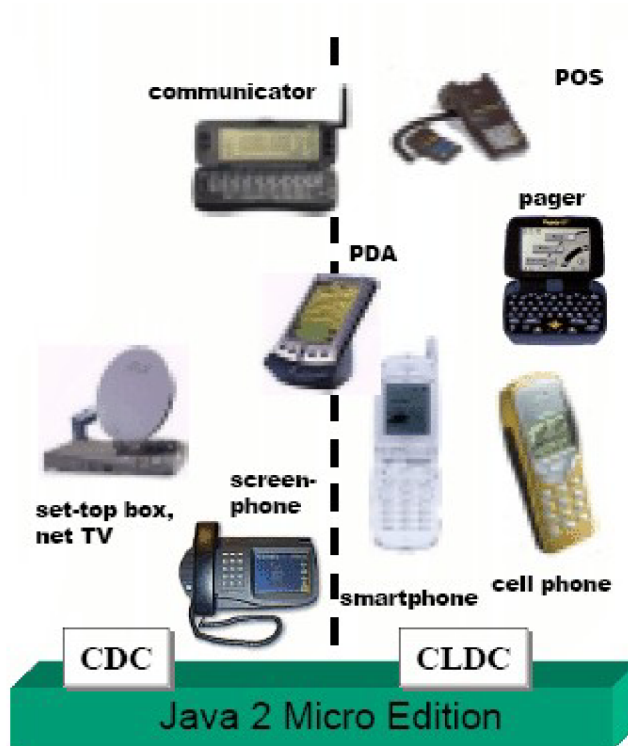 communicator
POS
pager
PDA
screen-
phone
set-top box,
net TV
smartphone
cell phone
CDC
CLDC
Java 2 Micro Edition